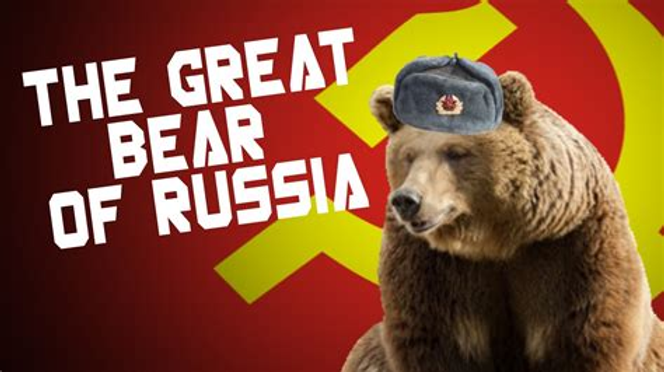 THE GREAT
BEAR
OF RUSSIA